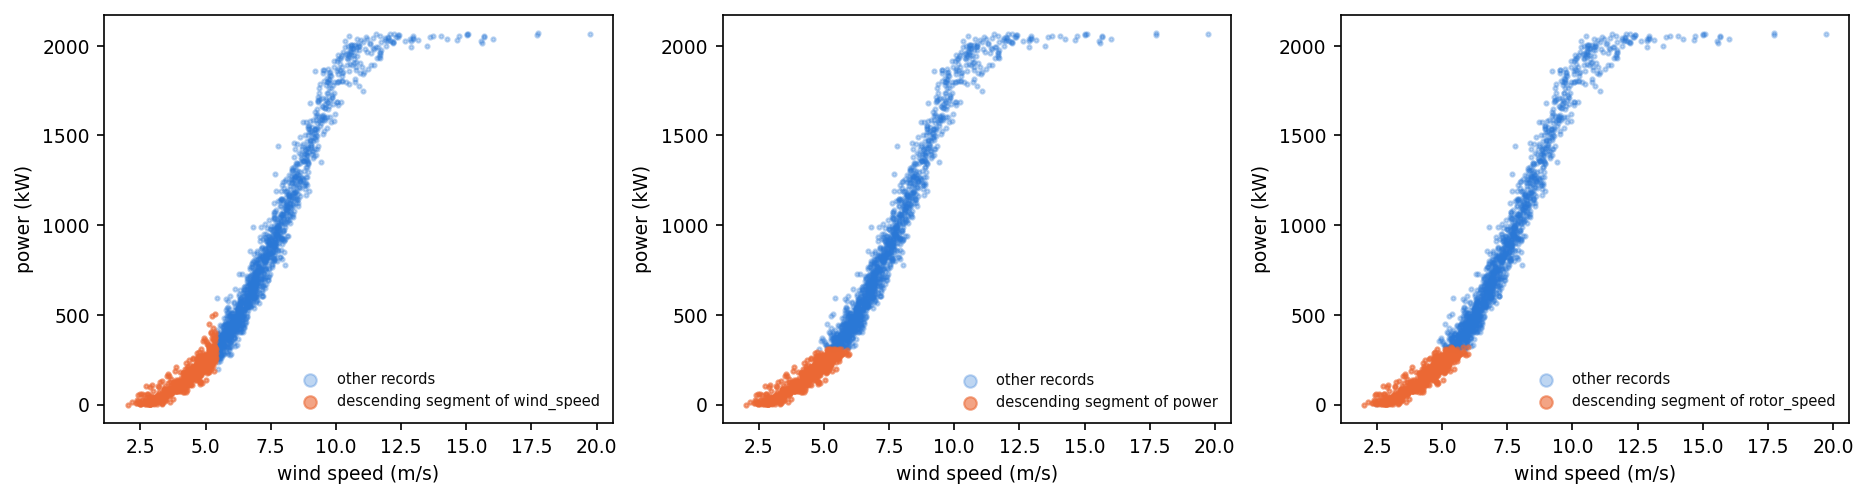 2000
1500
1000
500
0
power (kW)
other records
descending segment of wind_speed
2.5 5.0 7.5 10.0 12.5 15.0 17.5 20.0
wind speed (m/s)
2000
1500
1000
500
0
power (kW)
other records
descending segment of power
2.5 5.0 7.5 10.0 12.5 15.0 17.5 20.0
wind speed (m/s)
2000
1500
1000
500
0
power (kW)
other records
descending segment of rotor_speed
2.5 5.0 7.5 10.0 12.5 15.0 17.5 20.0
wind speed (m/s)